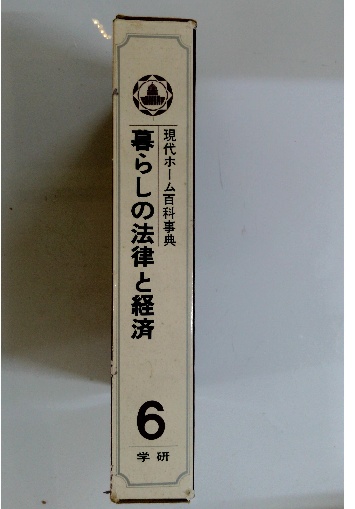 現代ホーム百科事典
暮らしの法律と経済
6
学研